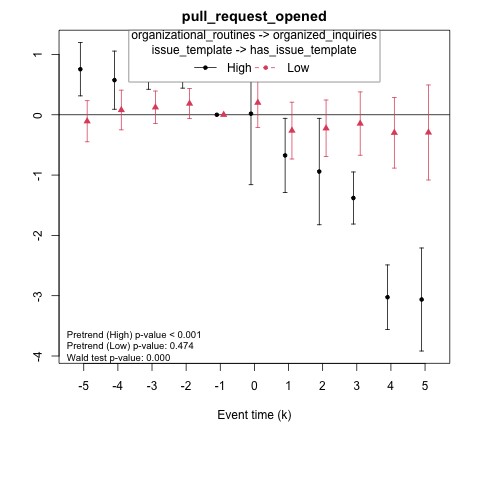 pull_request_opened
organizational_routines -> organized_inquiries
issue_template -> has_issue_template
High Low
1
0
-1
-2
-3
-4
Pretrend (High) p-value < 0.001
Pretrend (Low) p-value: 0.474
Wald test p-value: 0.000
-5 -4 -3 -2 -1 0 1 2 3 4 5
Event time (k)